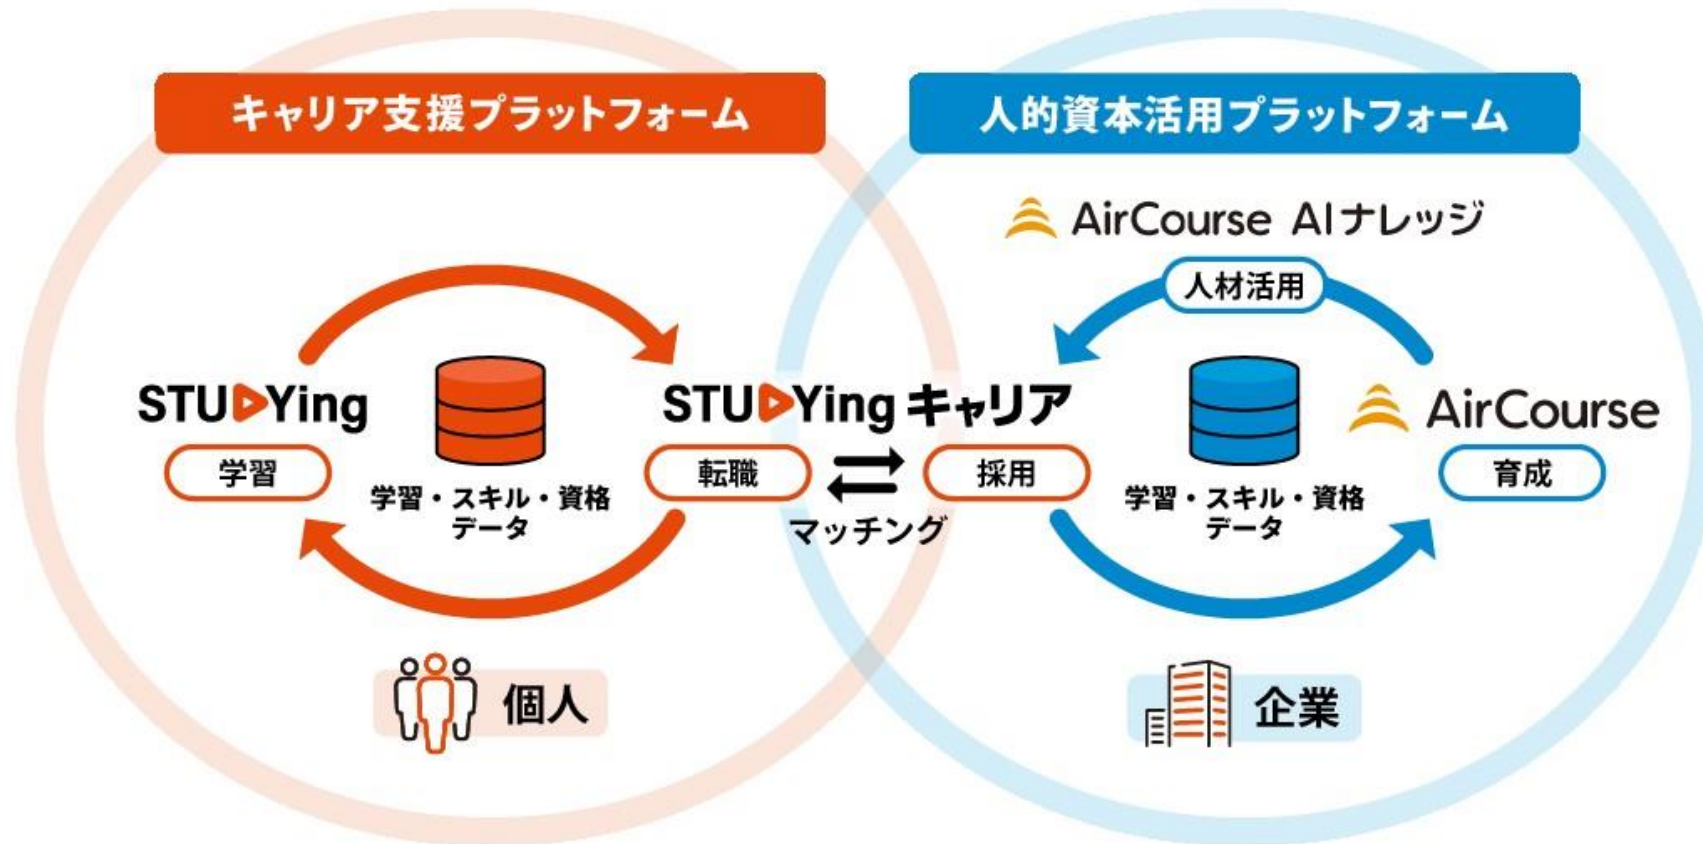 キャリア支援プラットフォーム
人的資本活用プラットフォーム
AirCourse AIナレッジ
人材活用
STUDYing
学習
学習・スキル・資格
データ
STUDYing キャリア
転職
採用
マッチング
学習・スキル・資格
データ
AirCourse
育成
個人
企業